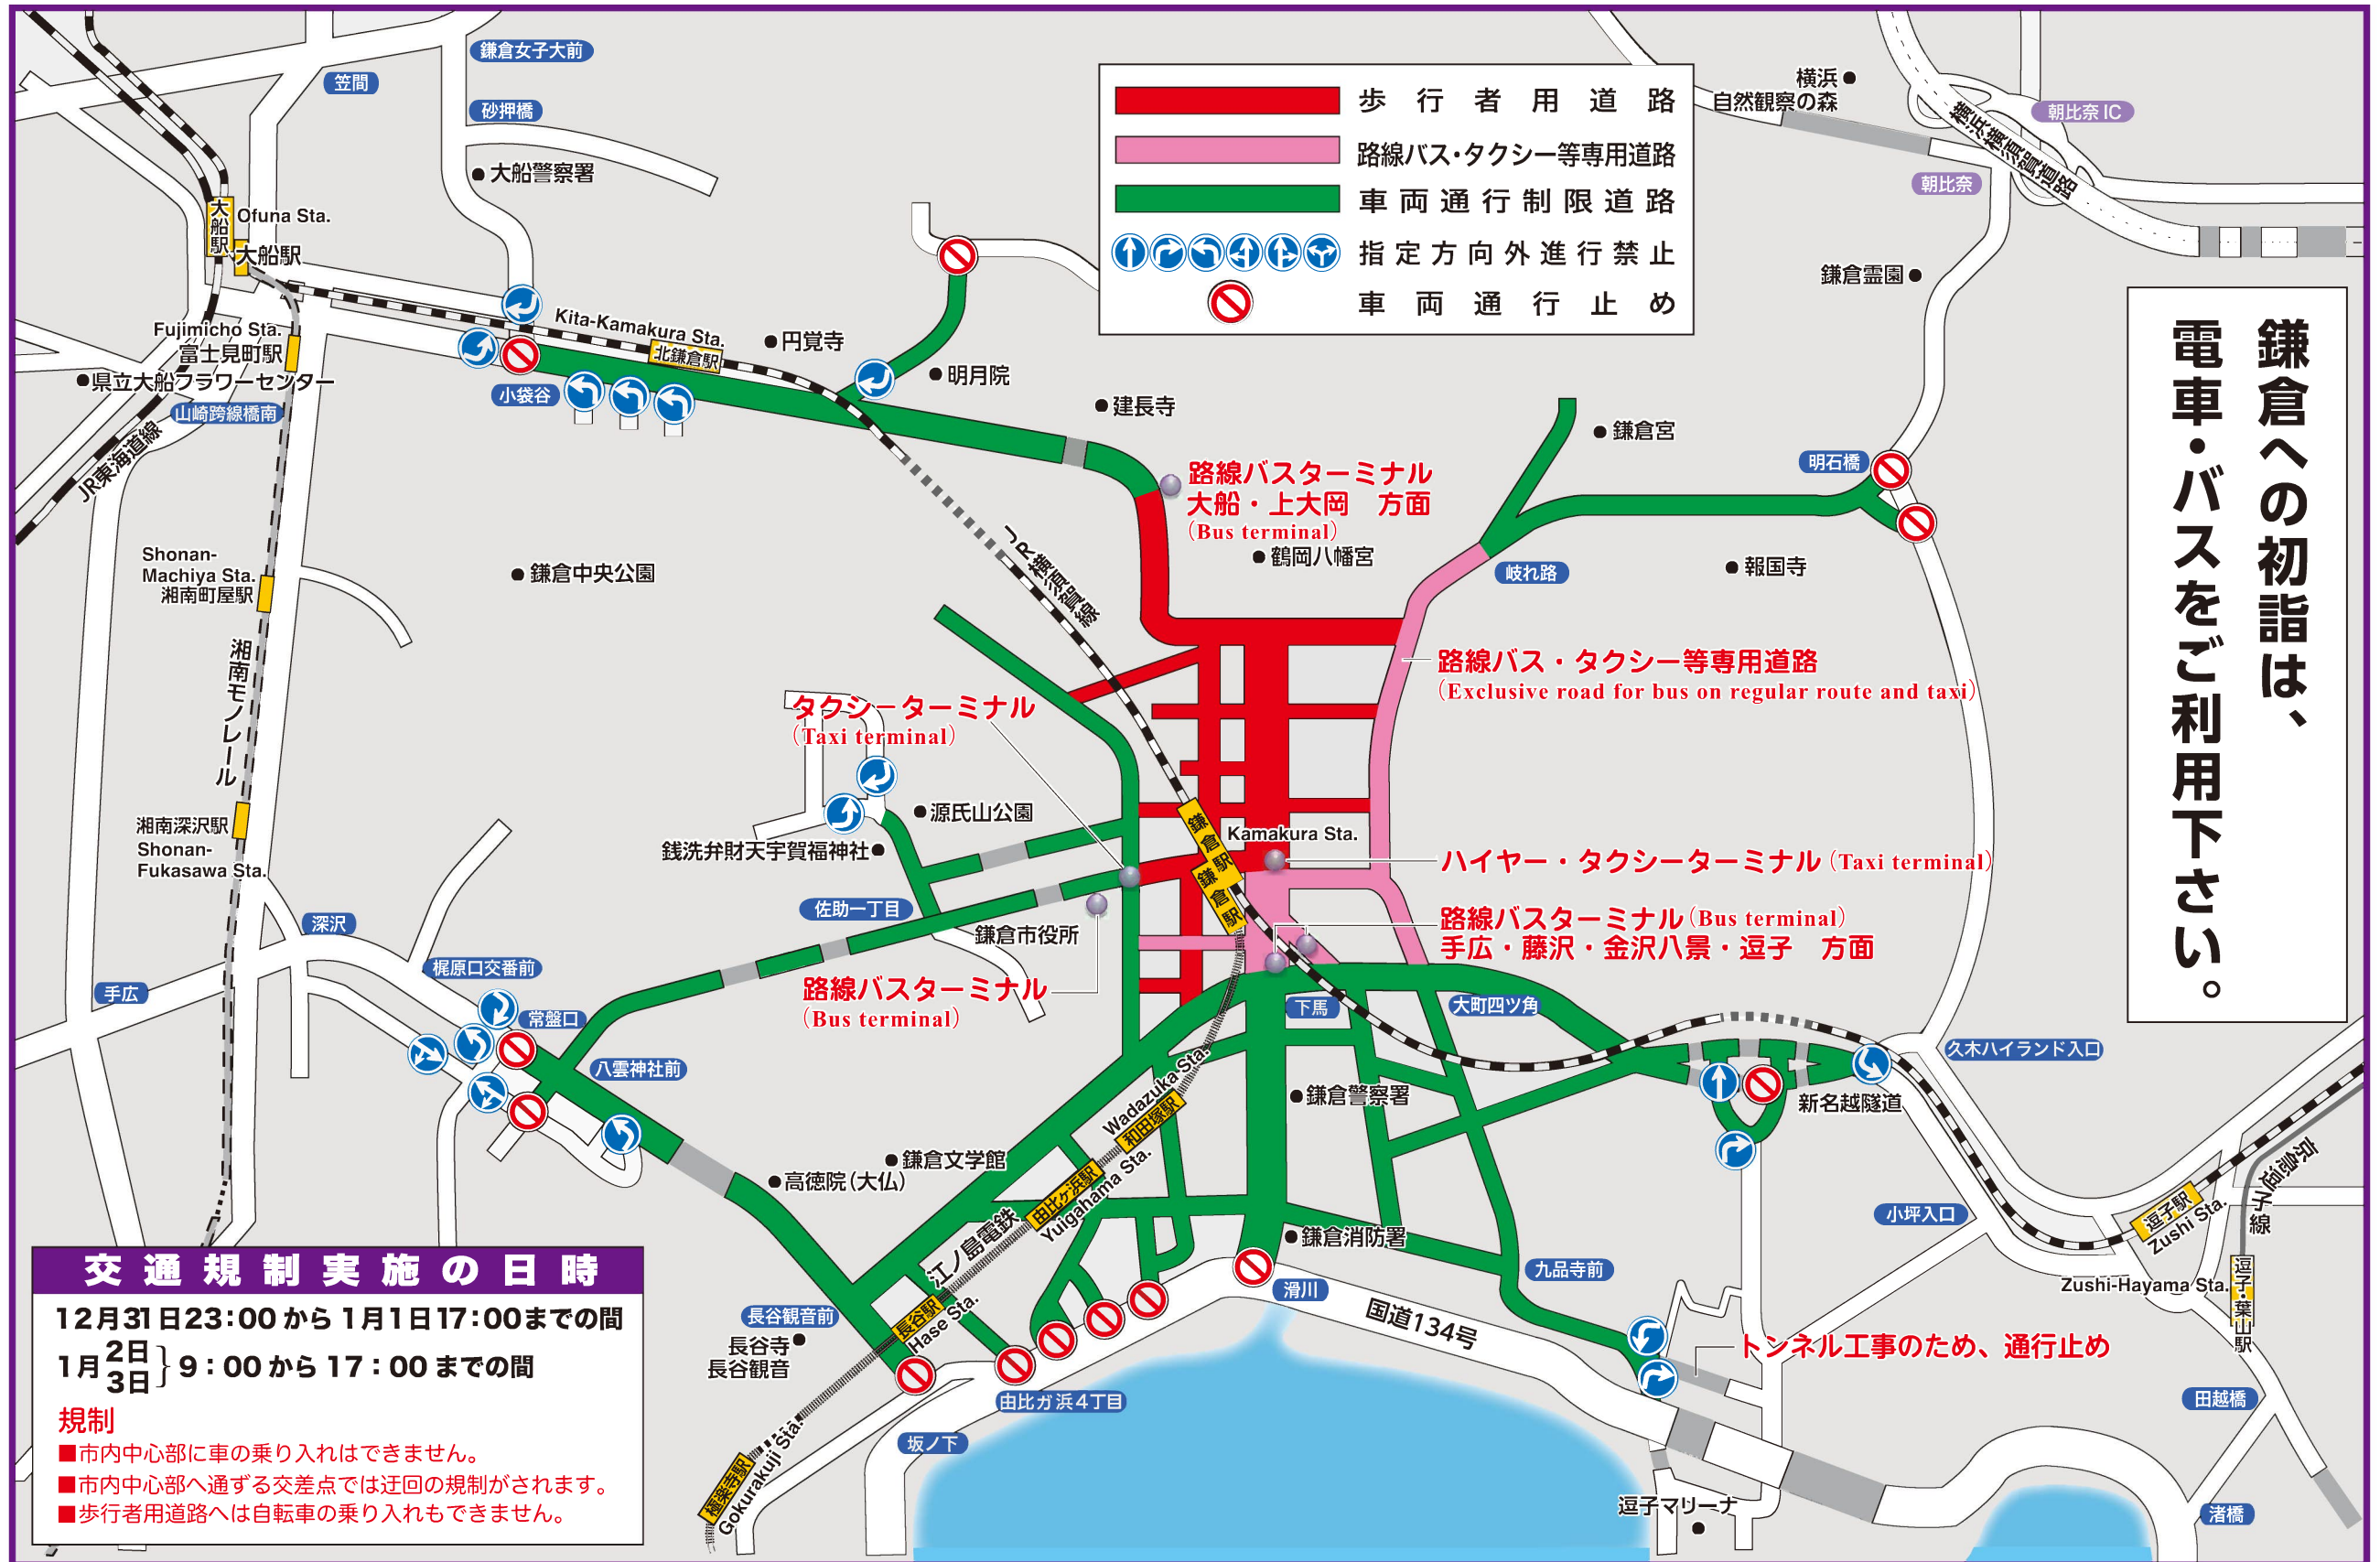 鎌倉女子大前
笠間
砂押橋
大船警察署
大船駅
Ofuna Sta.
大船駅
歩行者用道路
路線バス・タクシー等専用道路
車両通行制限道路
指定方向外進行禁止
車両通行止め
横浜
自然観察の森
朝比奈IC
横浜横須賀道路
朝比奈
鎌倉霊園
鎌倉への初詣は、
電車・バスをご利用下さい。
Fujimicho Sta.
富士見町駅
県立大船フラワーセンター
山崎跨線橋南
JR東海道線
Kita-Kamakura Sta.
北鎌倉駅
円覚寺
小袋谷
明月院
建長寺
鎌倉宮
明石橋
路線バスターミナル
大船・上大岡 方面
(Bus terminal)
鶴岡八幡宮
JR横須賀線
岐れ路
報国寺
Shonan-
Machiya Sta.
湘南町屋駅
鎌倉中央公園
湘南モノレール
路線バス・タクシー等専用道路
(Exclusive road for bus on regular route and taxi)
タクシーターミナル
(Taxi terminal)
源氏山公園
銭洗弁財天宇賀福神社
湘南深沢駅
Shonan-
Fukasawa Sta.
鎌倉駅
鎌倉駅
Kamakura Sta.
ハイヤー・タクシーターミナル(Taxi terminal)
佐助一丁目
鎌倉市役所
路線バスターミナル(Bus terminal)
手広・藤沢・金沢八景・逗子 方面
深沢
梶原口交番前
手広
常盤口
路線バスターミナル
(Bus terminal)
下馬
大町四ツ角
八雲神社前
久木ハイランド入口
鎌倉警察署
新名越隧道
Wadazuka Sta.
和田塚駅
鎌倉文学館
高徳院(大仏)
由比ヶ浜駅
Yuigahama Sta.
江ノ島電鉄
鎌倉消防署
小坪入口
逗子駅
Zushi Sta.
京急逗子線
Zushi-Hayama Sta.
逗子・葉山駅
九品寺前
滑川
国道134号
長谷観音前
長谷寺
長谷観音
長谷駅
Hase Sta.
由比ガ浜4丁目
坂ノ下
極楽寺駅
Gokurakuji Sta.
トンネル工事のため、通行止め
田越橋
逗子マリーナ
渚橋
交通規制実施の日時
12月31日23:00から1月1日17:00までの間
1月2日3日}9:00から17:00までの間
規制
■市内中心部に車の乗り入れはできません。
■市内中心部へ通ずる交差点では迂回の規制がされます。
■歩行者用道路へは自転車の乗り入れもできません。